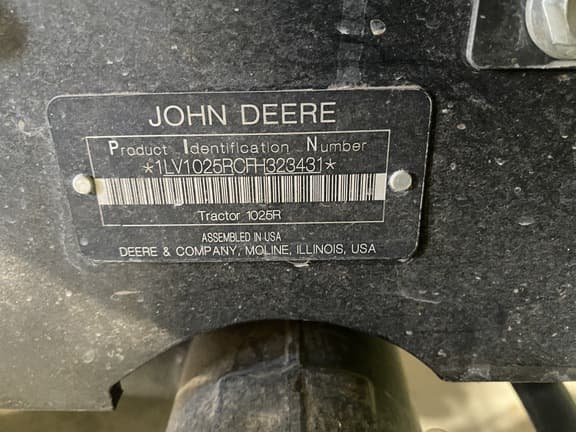 JOHN DEERE
Product Identification Number
*1LV1025RCFH323431*
Tractor 1025R
ASSEMBLED IN USA
DEERE & COMPANY, MOLINE, ILLINOIS, USA